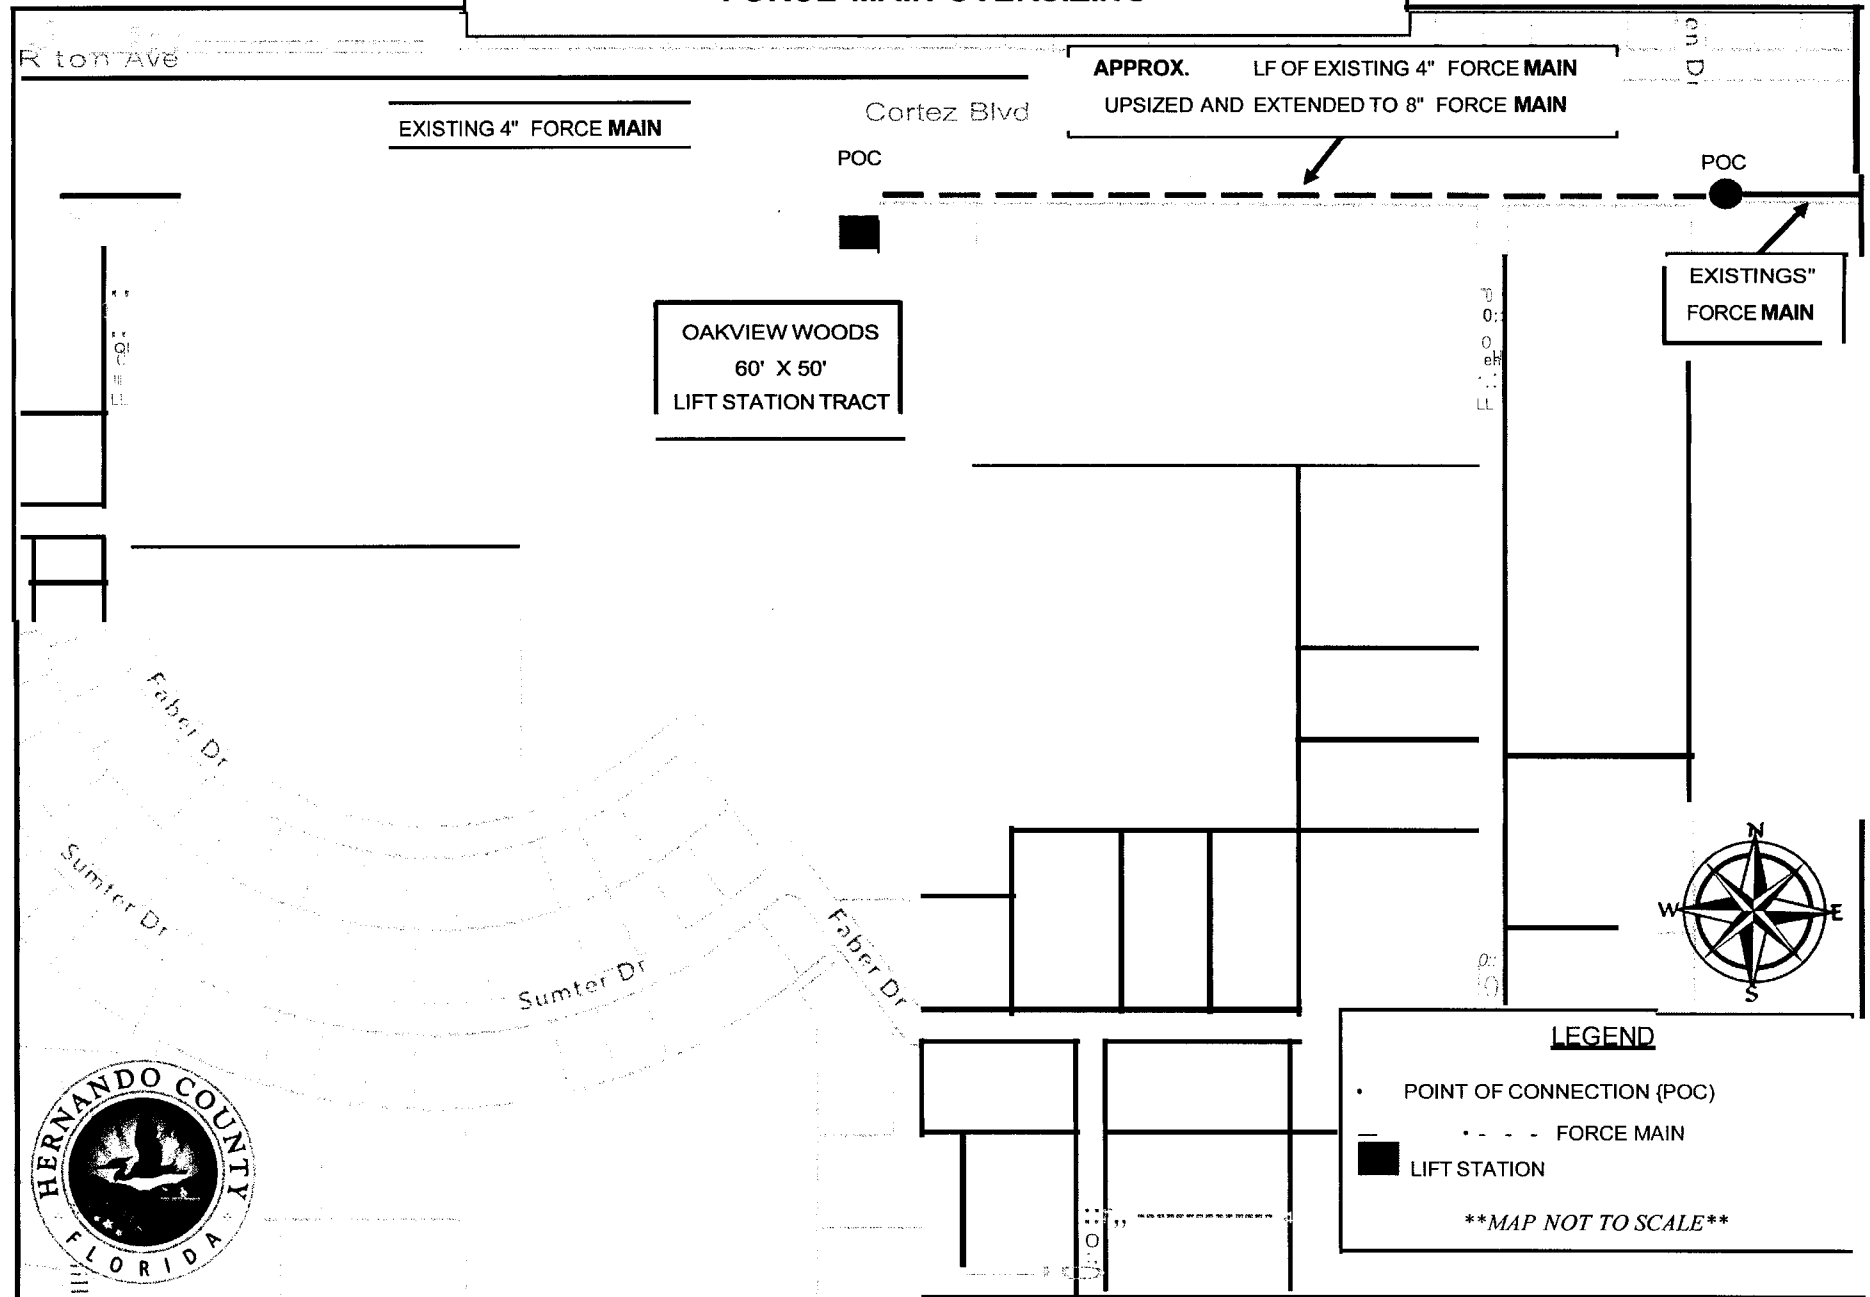 R ton Ave
APPROX. LF OF EXISTING 4" FORCE MAIN
UPSIZED AND EXTENDED TO 8" FORCE MAIN
EXISTING 4" FORCE MAIN
Cortez Blvd
POC
POC
EXISTINGS"
FORCE MAIN
OAKVIEW WOODS
60' X 50'
LIFT STATION TRACT
Faber Dr
Sumter Dr
Sumter Dr
Faber Dr
N
W
E
S
LEGEND
POINT OF CONNECTION {POC)
FORCE MAIN
LIFT STATION
**MAP NOT TO SCALE**
HERNANDO COUNTY
FLORIDA